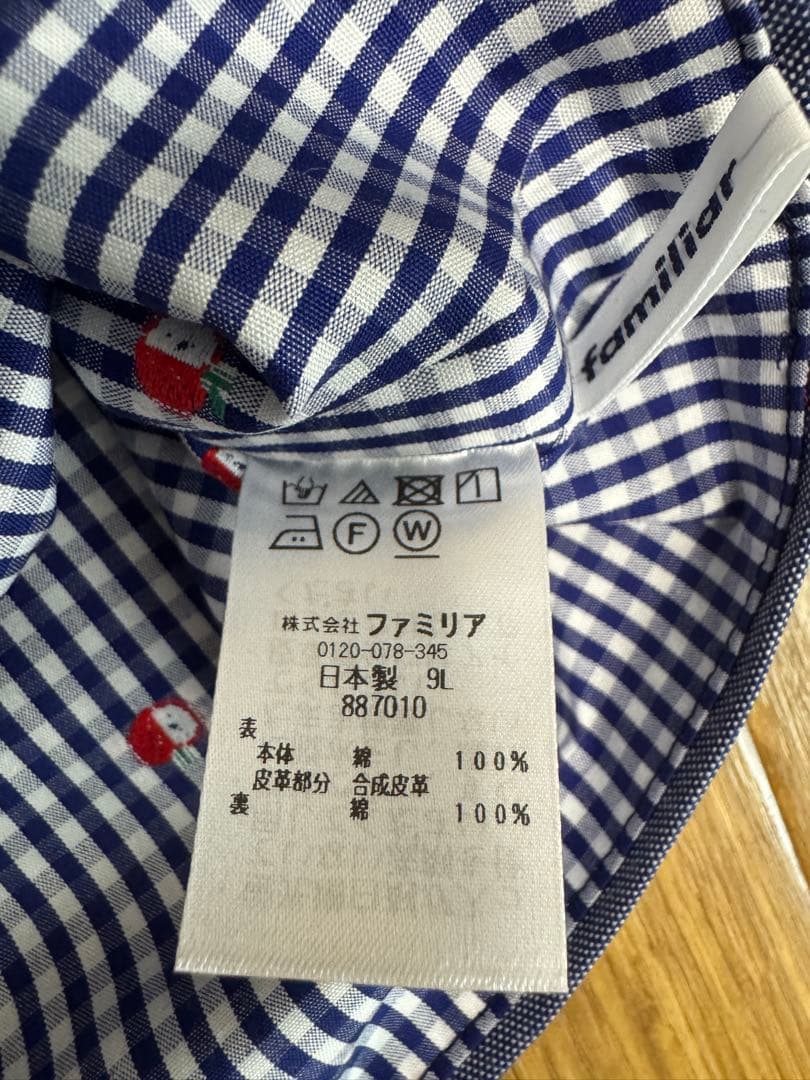 familiar
F W
株式会社 ファミリア
0120-078-345
日本製 9L
887010
表
本体 綿 100%
皮革部分 合成皮革
裏 綿 100%